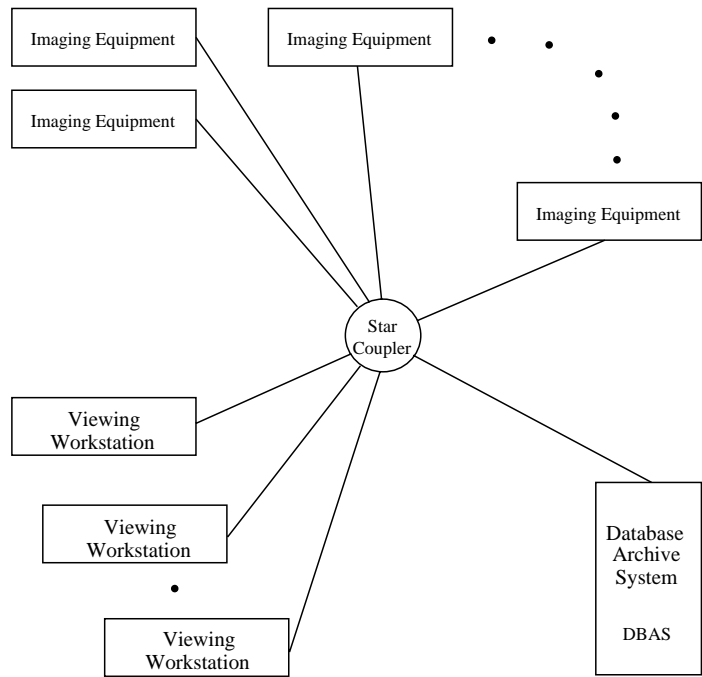 Imaging Equipment
Imaging Equipment
Imaging Equipment
Imaging Equipment
Star
Coupler
Viewing
Workstation
Viewing
Workstation
Viewing
Workstation
Database
Archive
System
DBAS